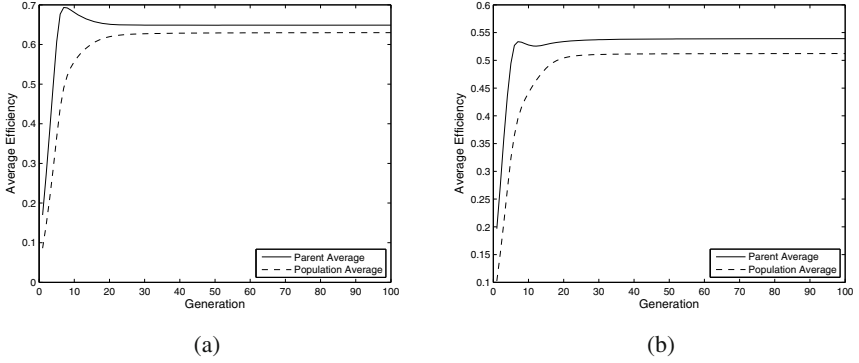 0.7
0.6
0.5
0.4
0.3
0.2
0.1
0
Average Efficiency
0 10 20 30 40 50 60 70 80 90 100
Generation
Parent Average
Population Average
(a)
0.6
0.55
0.5
0.45
0.4
0.35
0.3
0.25
0.2
0.15
0.1
Average Efficiency
0 10 20 30 40 50 60 70 80 90 100
Generation
Parent Average
Population Average
(b)